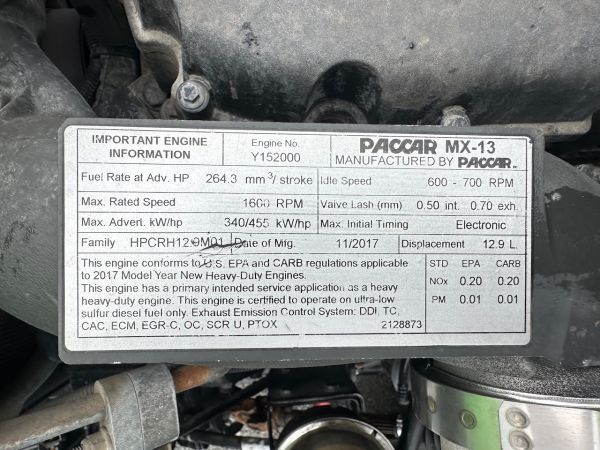 IMPORTANT ENGINE INFORMATION
Engine No. Y152000
PACCAR MX-13
MANUFACTURED BY PACCAR INC
Fuel Rate at Adv. HP 264.3 mm³/stroke Idle Speed 600 - 700 RPM
Max. Rated Speed 1600 RPM Valve Lash (mm) 0.50 int. 0.70 exh.
Max. Advert. kW/hp 340/455 kW/hp Max. Initial Timing Electronic
Family HPCRH12.9M01 Date of Mfg. 11/2017 Displacement 12.9 L.
This engine conforms to U.S. EPA and CARB regulations applicable
to 2017 Model Year New Heavy-Duty Engines.
This engine has a primary intended service application as a heavy
heavy-duty engine. This engine is certified to operate on ultra-low
sulfur diesel fuel only. Exhaust Emission Control System: DDI, TC,
CAC, ECM, EGR-C, OC, SCR U, PTOX 2128873
STD EPA CARB
NOx 0.20 0.20
PM 0.01 0.01